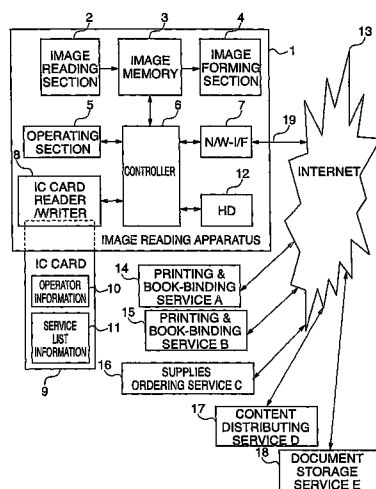 2
3
4
1
13
IMAGE
READING
SECTION
IMAGE
MEMORY
IMAGE
FORMING
SECTION
5
6
7
19
OPERATING
SECTION
CONTROLLER
N/W-I/F
INTERNET
8
12
IC CARD
READER
/WRITER
HD
IMAGE READING APPARATUS
IC CARD
OPERATOR
INFORMATION
10
SERVICE
LIST
INFORMATION
11
9
14
PRINTING &
BOOK-BINDING
SERVICE A
15
PRINTING &
BOOK-BINDING
SERVICE B
16
SUPPLIES
ORDERING SERVICE C
17
CONTENT
DISTRIBUTING
SERVICE D
18
DOCUMENT
STORAGE
SERVICE E